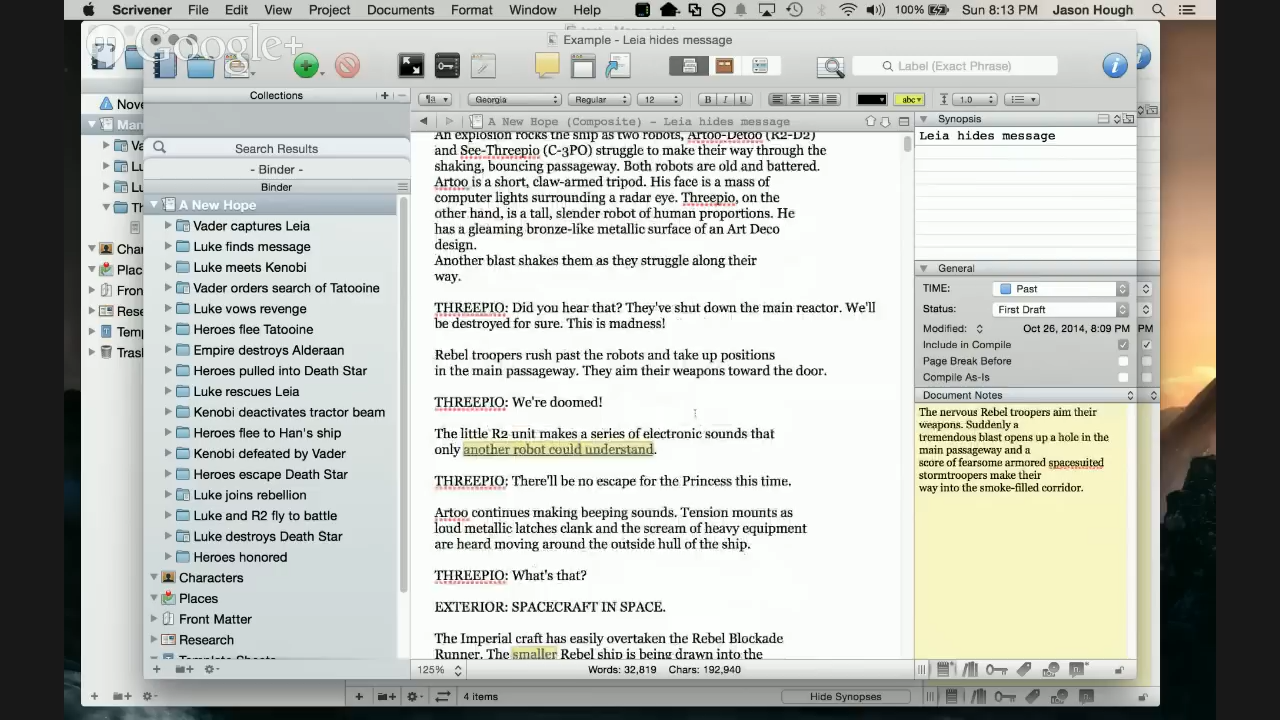 Scrivener File Edit View Project Documents Format Window Help 100% Sun 8:13 PM Jason Hough
Google+
Example - Leia hides message
Label (Exact Phrase)
Collections
Georgia Regular 12 B I U abc 1.0
A New Hope (Composite) - Leia hides message
Search Results
- Binder -
Binder
A New Hope
Vader captures Leia
Luke finds message
Luke meets Kenobi
Vader orders search of Tatooine
Luke vows revenge
Heroes flee Tatooine
Empire destroys Alderaan
Heroes pulled into Death Star
Luke rescues Leia
Kenobi deactivates tractor beam
Heroes flee to Han's ship
Kenobi defeated by Vader
Heroes escape Death Star
Luke joins rebellion
Luke and R2 fly to battle
Luke destroys Death Star
Heroes honored
Characters
Places
Front Matter
Research
Template Sheets
Nove
Man
Va
Lu
Lu
Th
Char
Plac
Fron
Rese
Temp
Trash
An explosion rocks the ship as two robots, Artoo-Detoo (R2-D2)
and See-Threepio (C-3PO) struggle to make their way through the
shaking, bouncing passageway. Both robots are old and battered.
Artoo is a short, claw-armed tripod. His face is a mass of
computer lights surrounding a radar eye. Threepio, on the
other hand, is a tall, slender robot of human proportions. He
has a gleaming bronze-like metallic surface of an Art Deco
design.
Another blast shakes them as they struggle along their
way.
THREEPIO: Did you hear that? They've shut down the main reactor. We'll
be destroyed for sure. This is madness!
Rebel troopers rush past the robots and take up positions
in the main passageway. They aim their weapons toward the door.
THREEPIO: We're doomed!
The little R2 unit makes a series of electronic sounds that
only another robot could understand.
THREEPIO: There'll be no escape for the Princess this time.
Artoo continues making beeping sounds. Tension mounts as
loud metallic latches clank and the scream of heavy equipment
are heard moving around the outside hull of the ship.
THREEPIO: What's that?
EXTERIOR: SPACECRAFT IN SPACE.
The Imperial craft has easily overtaken the Rebel Blockade
Runner. The smaller Rebel ship is being drawn into the
125% Words: 32,819 Chars: 192,940
Synopsis
Leia hides message
General
TIME: Past
Status: First Draft
Modified: Oct 26, 2014, 8:09 PM PM
Include in Compile
Page Break Before
Compile As-Is
Document Notes
The nervous Rebel troopers aim their
weapons. Suddenly a
tremendous blast opens up a hole in the
main passageway and a
score of fearsome armored spacesuited
stormtroopers make their
way into the smoke-filled corridor.
4 items Hide Synopses